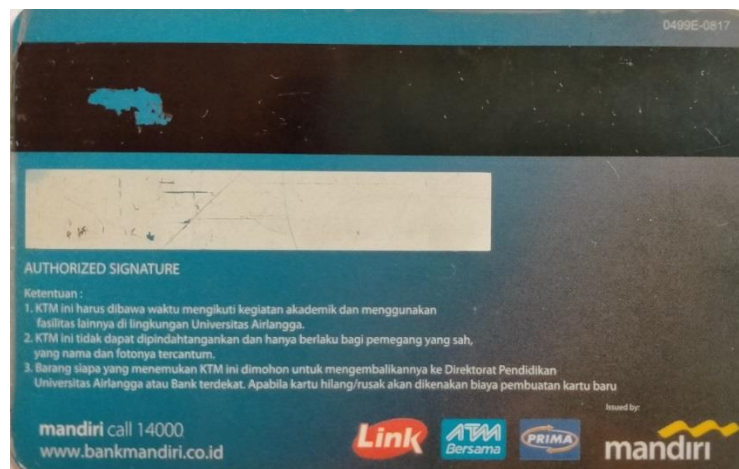 0499E-0817
AUTHORIZED SIGNATURE
Ketentuan :
1. KTM ini harus dibawa waktu mengikuti kegiatan akademik dan menggunakan
fasilitas lainnya di lingkungan Universitas Airlangga.
2. KTM ini tidak dapat dipindahtangankan dan hanya berlaku bagi pemegang yang sah,
yang nama dan fotonya tercantum.
3. Barang siapa yang menemukan KTM ini dimohon untuk mengembalikannya ke Direktorat Pendidikan
Universitas Airlangga atau Bank terdekat. Apabila kartu hilang/rusak akan dikenakan biaya pembuatan kartu baru
Issued by:
mandiri call 14000
www.bankmandiri.co.id
Link
ATM
Bersama
PRIMA
mandiri